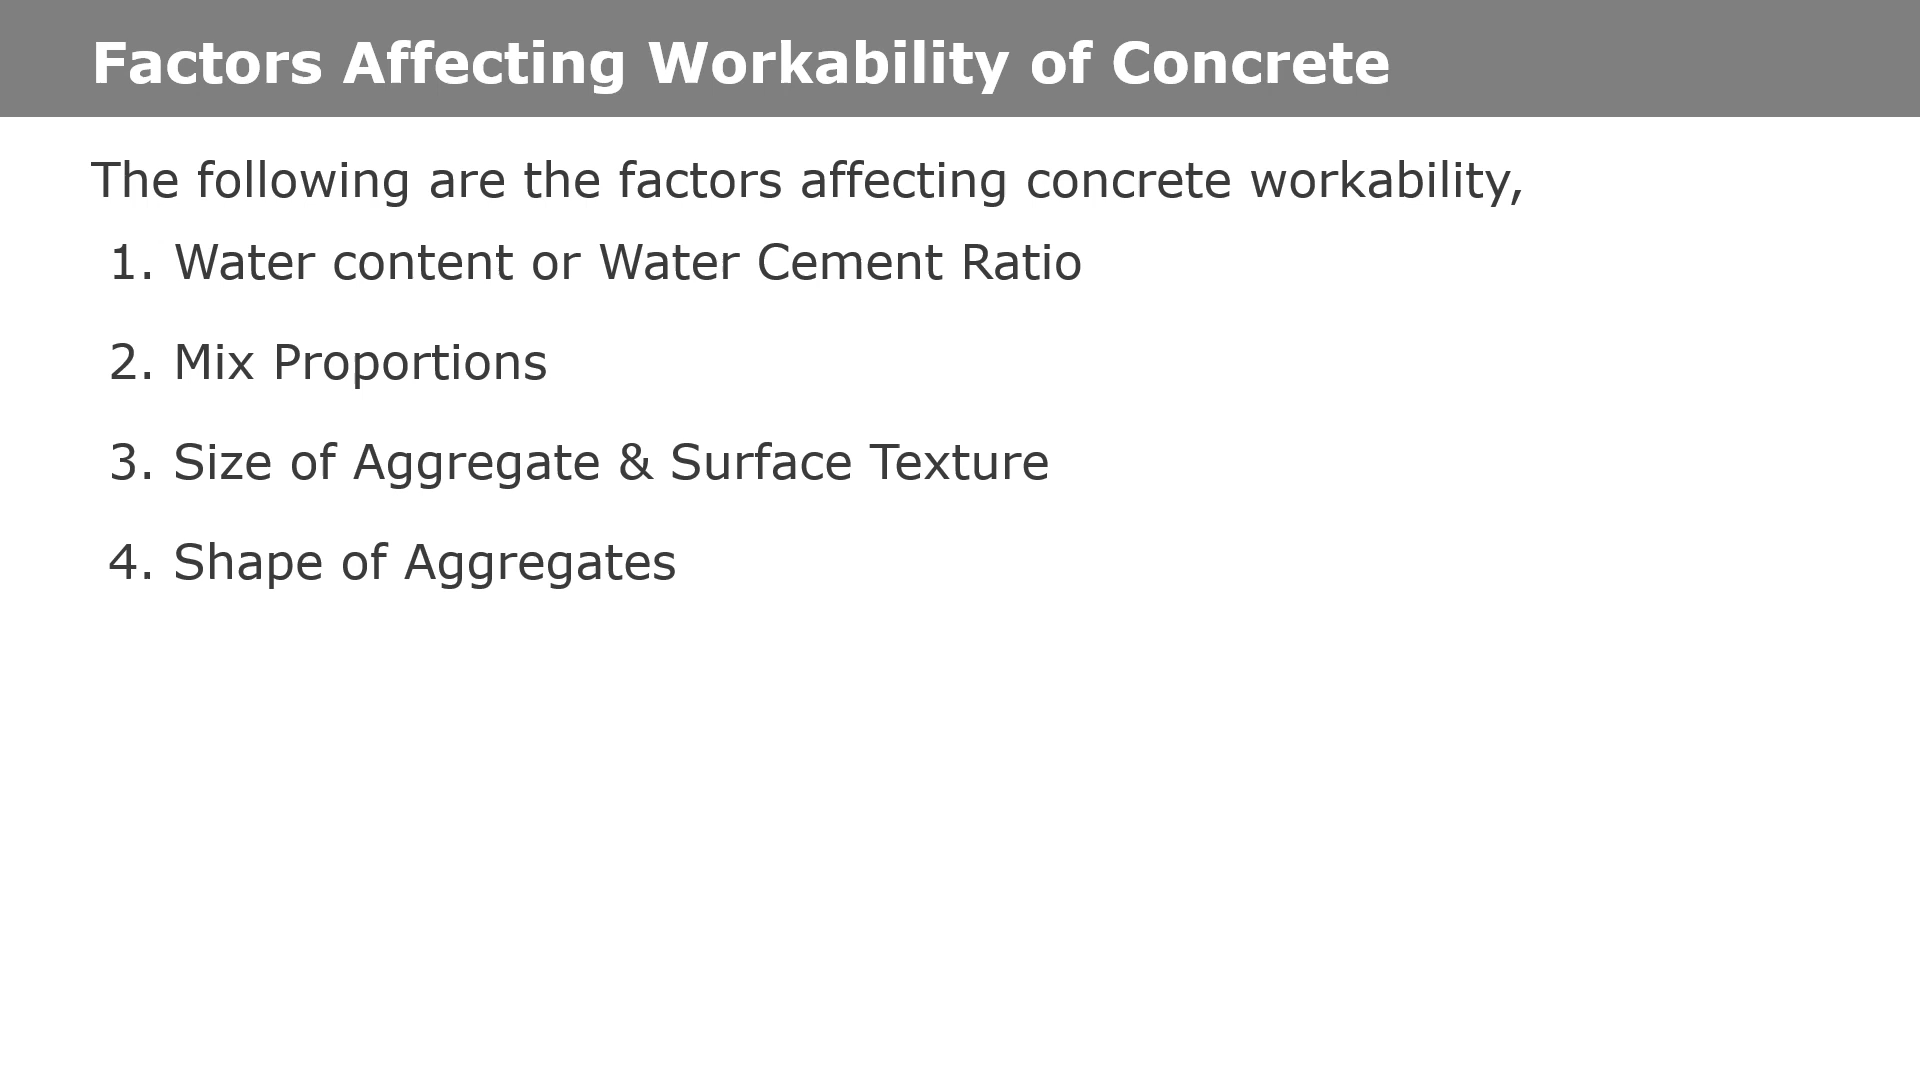 Factors Affecting Workability of Concrete
The following are the factors affecting concrete workability,
1. Water content or Water Cement Ratio
2. Mix Proportions
3. Size of Aggregate & Surface Texture
4. Shape of Aggregates